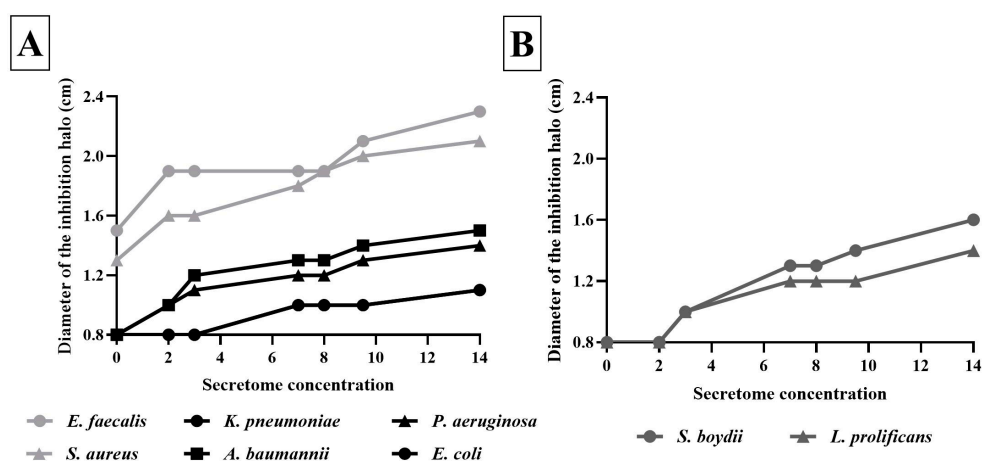 A
B
Diameter of the inhibition halo (cm)
2.4
2.0
1.6
1.2
0.8
0 2 4 6 8 10 12 14
Secretome concentration
E. faecalis K. pneumoniae P. aeruginosa
S. aureus A. baumannii E. coli
Diameter of the inhibition halo (cm)
2.4
2.0
1.6
1.2
0.8
0 2 4 6 8 10 12 14
Secretome concentration
S. boydii L. prolificans